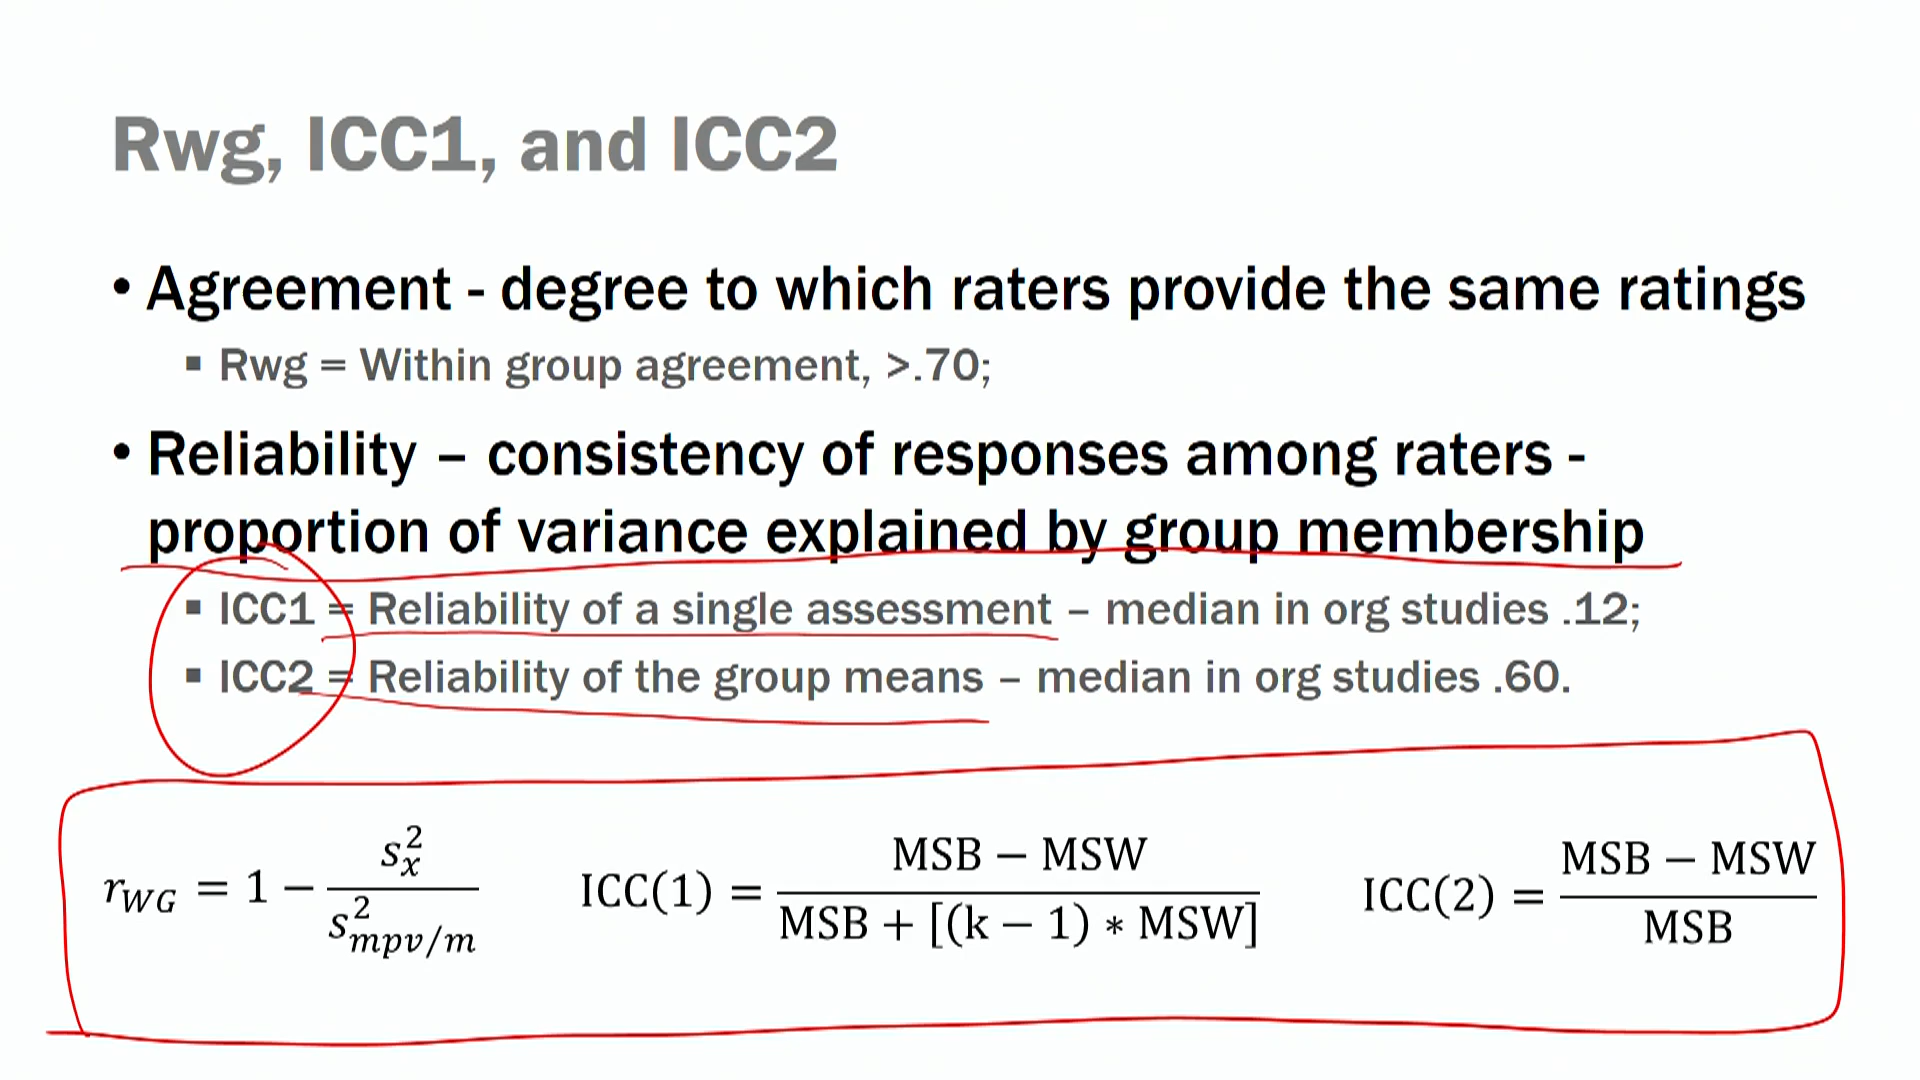 Rwg, ICC1, and ICC2
• Agreement - degree to which raters provide the same ratings
▪ Rwg = Within group agreement, >.70;
• Reliability – consistency of responses among raters -
proportion of variance explained by group membership
▪ ICC1 = Reliability of a single assessment – median in org studies .12;
▪ ICC2 = Reliability of the group means – median in org studies .60.
r_WG = 1 − s_x^2 / s_mpv/m^2
ICC(1) = MSB − MSW / MSB + [(k − 1) ∗ MSW]
ICC(2) = MSB − MSW / MSB